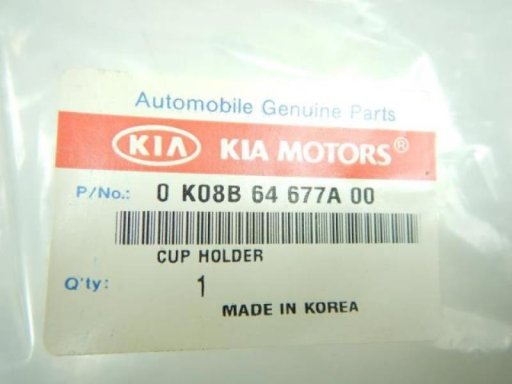 Automobile Genuine Parts
KIA KIA MOTORS®
P/No.: 0 K08B 64 677A 00
CUP HOLDER
Q'ty: 1
MADE IN KOREA